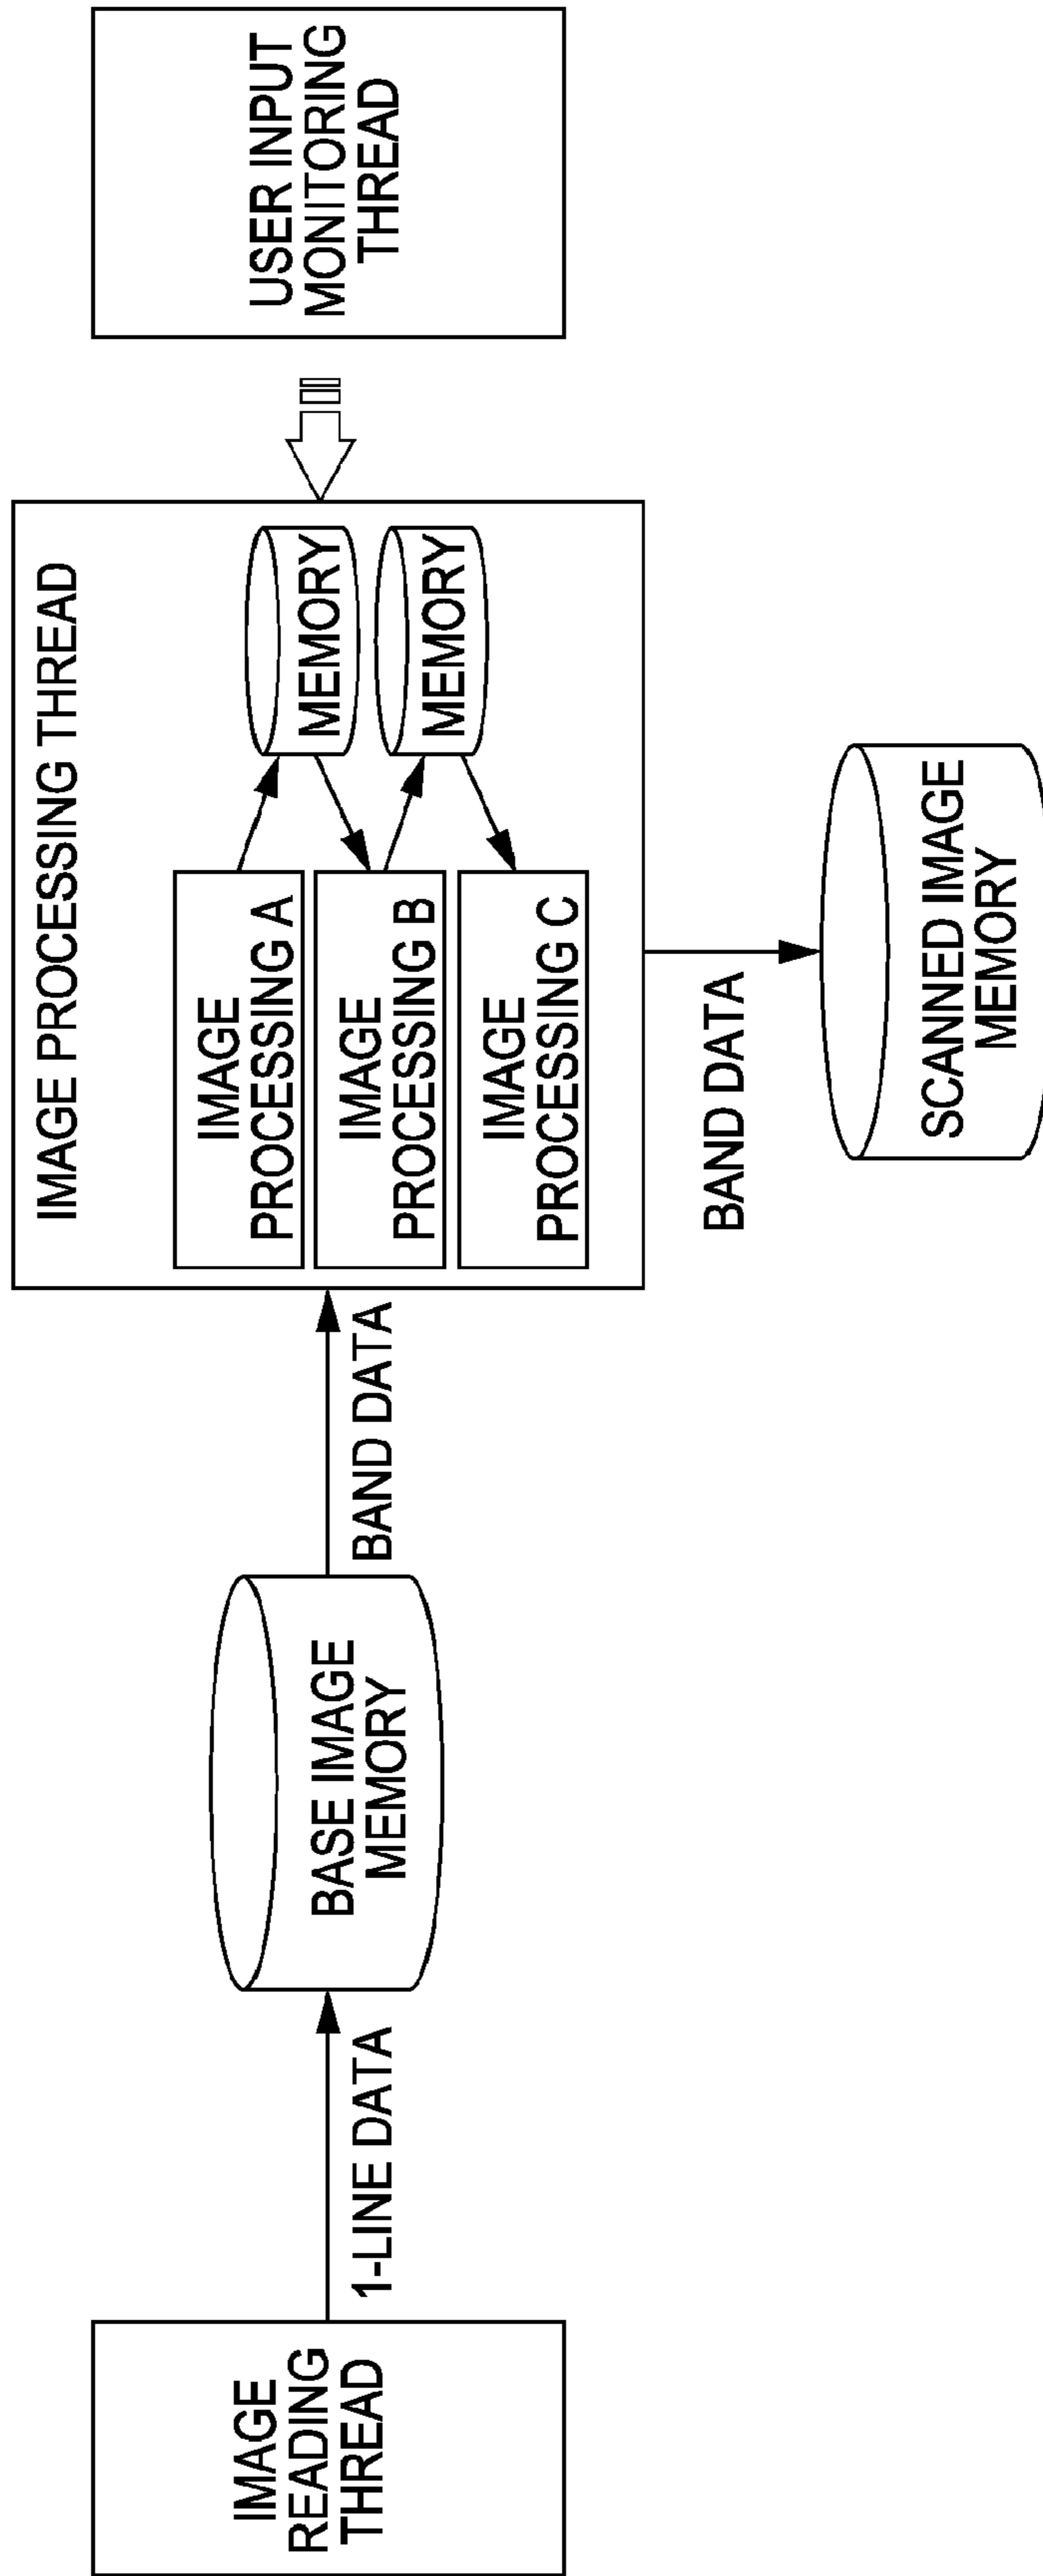 IMAGE
READING
THREAD
1-LINE DATA
BASE IMAGE
MEMORY
BAND DATA
IMAGE PROCESSING THREAD
IMAGE
PROCESSING A
IMAGE
PROCESSING B
IMAGE
PROCESSING C
MEMORY
MEMORY
BAND DATA
SCANNED IMAGE
MEMORY
USER INPUT
MONITORING
THREAD